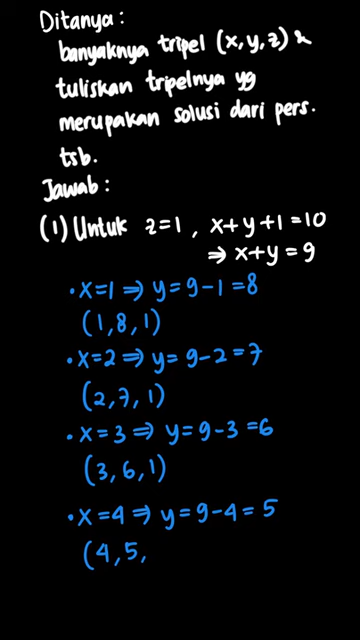 Ditanya:
banyaknya tripel (x, y, z) &
tuliskan tripelnya yg
merupakan solusi dari pers.
tsb.
Jawab:
(1) Untuk z=1, x+y+1=10
⇒ x+y=9
• x=1 ⇒ y=9-1=8
(1, 8, 1)
• x=2 ⇒ y=9-2=7
(2, 7, 1)
• x=3 ⇒ y=9-3=6
(3, 6, 1)
• x=4 ⇒ y=9-4=5
(4, 5,